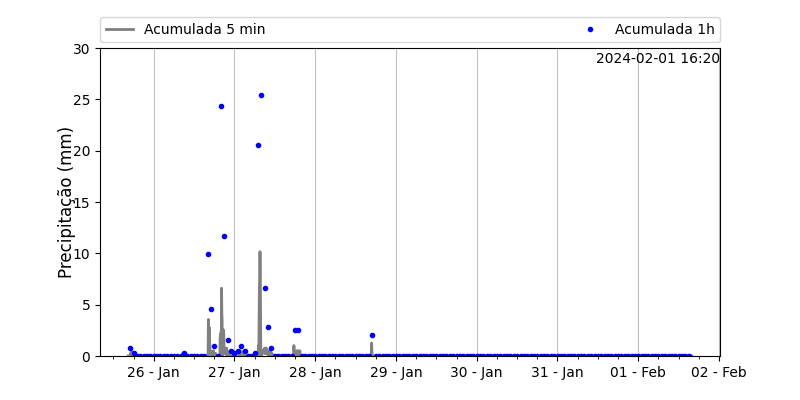 Acumulada 5 min
Acumulada 1h
2024-02-01 16:20
Precipitação (mm)
30
25
20
15
10
5
0
26 - Jan
27 - Jan
28 - Jan
29 - Jan
30 - Jan
31 - Jan
01 - Feb
02 - Feb